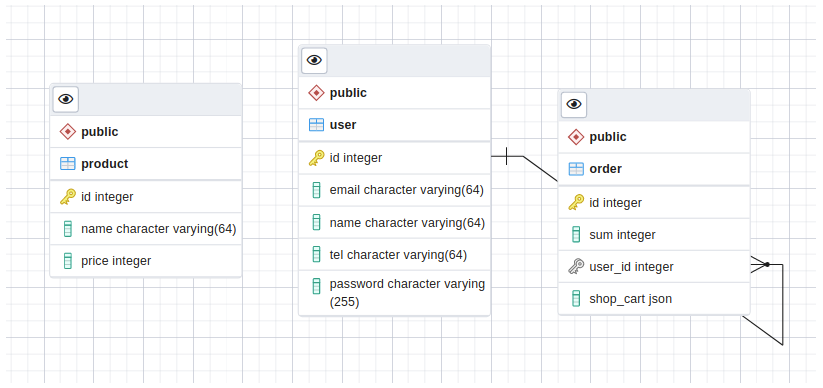 public
product
id integer
name character varying(64)
price integer
public
user
id integer
email character varying(64)
name character varying(64)
tel character varying(64)
password character varying
(255)
public
order
id integer
sum integer
user_id integer
shop_cart json